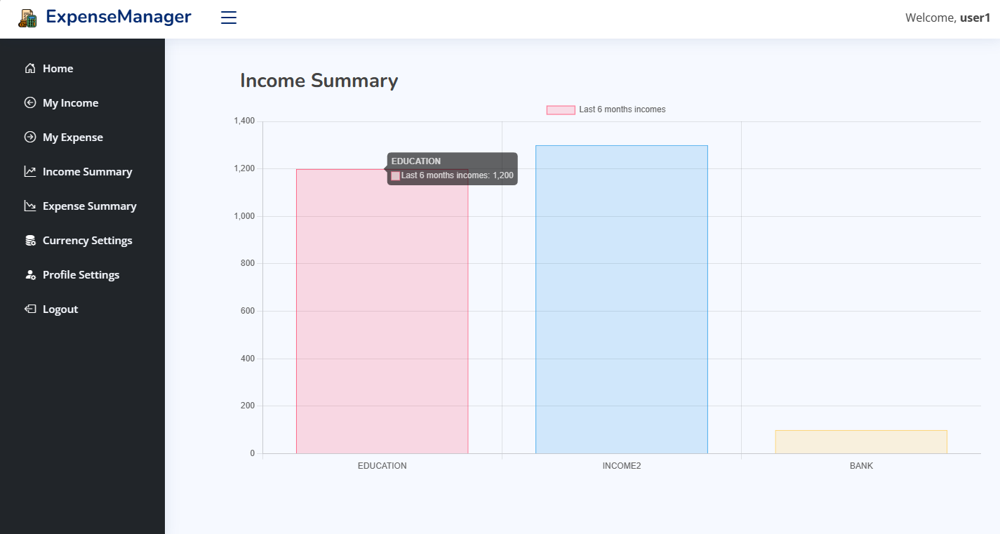 ExpenseManager
Welcome, user1
Home
My Income
My Expense
Income Summary
Expense Summary
Currency Settings
Profile Settings
Logout
Income Summary
Last 6 months incomes
1,400
1,200
1,000
800
600
400
200
0
EDUCATION
Last 6 months incomes: 1,200
EDUCATION
INCOME2
BANK